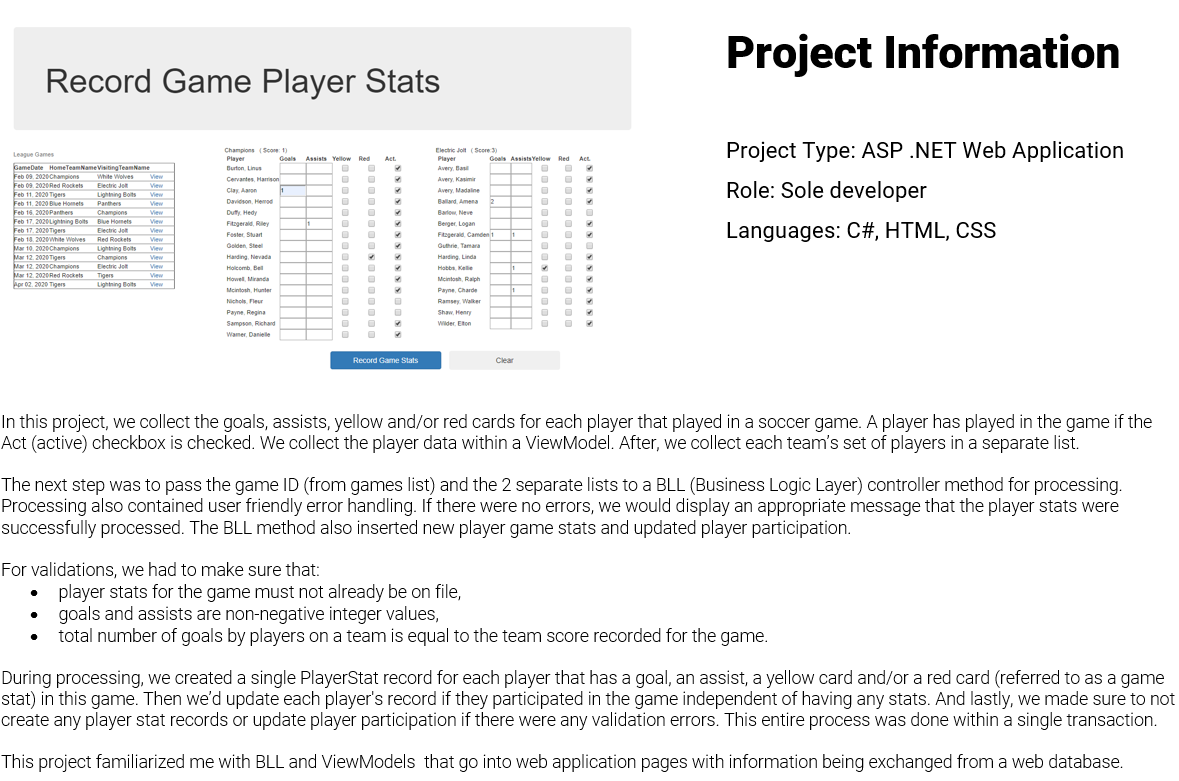 Record Game Player Stats
Project Information
Project Type: ASP .NET Web Application
Role: Sole developer
Languages: C#, HTML, CSS
League Games
GameDate HomeTeamName VisitingTeamName
Feb 09, 2020 Champions White Wolves View
Feb 09, 2020 Red Rockets Electric Jolt View
Feb 11, 2020 Tigers Lightning Bolts View
Feb 11, 2020 Blue Hornets Panthers View
Feb 16, 2020 Panthers Champions View
Feb 17, 2020 Lightning Bolts Blue Hornets View
Feb 17, 2020 Tigers Electric Jolt View
Feb 18, 2020 White Wolves Red Rockets View
Mar 10, 2020 Champions Lightning Bolts View
Mar 12, 2020 Tigers Champions View
Mar 12, 2020 Champions Electric Jolt View
Mar 12, 2020 Red Rockets Tigers View
Apr 02, 2020 Tigers Lightning Bolts View
Champions ( Score: 1)
Player Goals Assists Yellow Red Act.
Burton, Linus
Cervantes, Harrison
Clay, Aaron 1
Davidson, Herrod
Duffy, Hedy
Fitzgerald, Riley 1
Foster, Stuart
Golden, Steel
Harding, Nevada
Holcomb, Bell
Howell, Miranda
Mcintosh, Hunter
Nichols, Fleur
Payne, Regina
Sampson, Richard
Warner, Danielle
Electric Jolt ( Score:3)
Player Goals Assists Yellow Red Act.
Avery, Basil
Avery, Kasimir
Avery, Madaline
Ballard, Amena 2
Barlow, Neve
Berger, Logan
Fitzgerald, Camden 1 1
Guthrie, Tamara
Harding, Linda
Hobbs, Kellie 1
Mcintosh, Ralph
Payne, Charde 1
Ramsey, Walker
Shaw, Henry
Wilder, Elton
Record Game Stats Clear
In this project, we collect the goals, assists, yellow and/or red cards for each player that played in a soccer game. A player has played in the game if the
Act (active) checkbox is checked. We collect the player data within a ViewModel. After, we collect each team’s set of players in a separate list.
The next step was to pass the game ID (from games list) and the 2 separate lists to a BLL (Business Logic Layer) controller method for processing.
Processing also contained user friendly error handling. If there were no errors, we would display an appropriate message that the player stats were
successfully processed. The BLL method also inserted new player game stats and updated player participation.
For validations, we had to make sure that:
• player stats for the game must not already be on file,
• goals and assists are non-negative integer values,
• total number of goals by players on a team is equal to the team score recorded for the game.
During processing, we created a single PlayerStat record for each player that has a goal, an assist, a yellow card and/or a red card (referred to as a game
stat) in this game. Then we’d update each player's record if they participated in the game independent of having any stats. And lastly, we made sure to not
create any player stat records or update player participation if there were any validation errors. This entire process was done within a single transaction.
This project familiarized me with BLL and ViewModels that go into web application pages with information being exchanged from a web database.